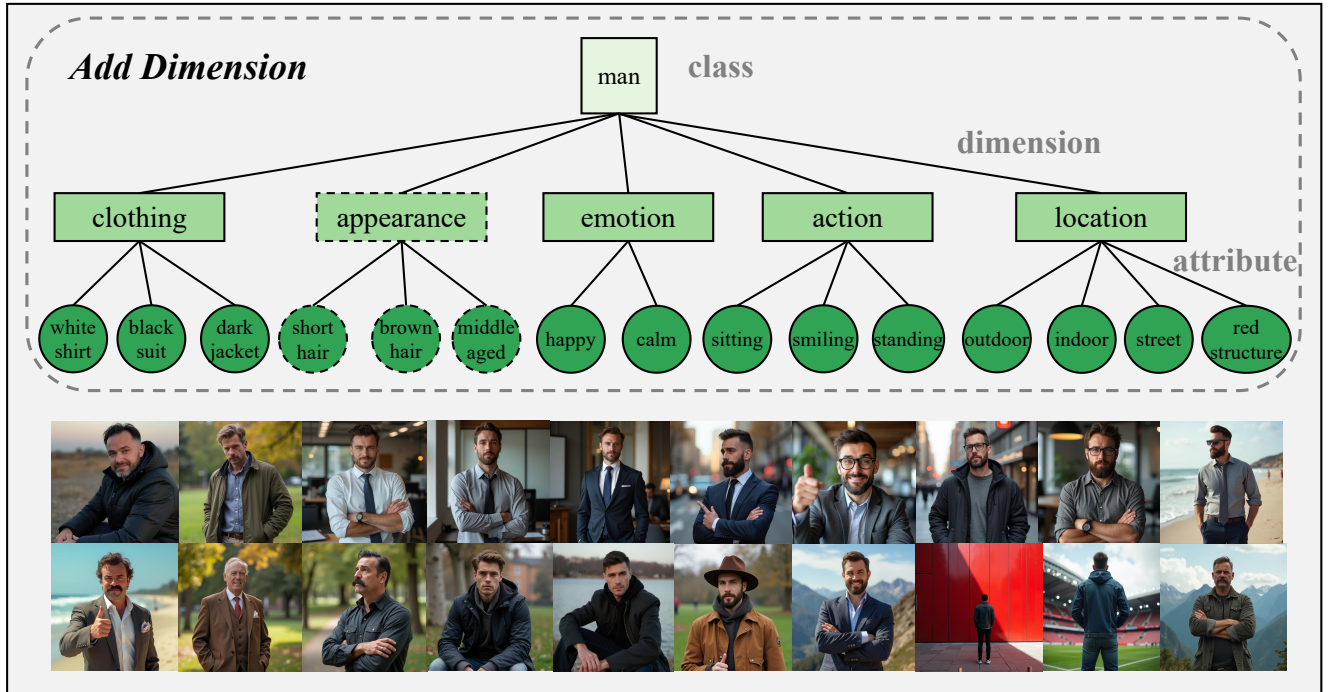 Add Dimension
man
class
dimension
clothing
appearance
emotion
action
location
attribute
white
shirt
black
suit
dark
jacket
short
hair
brown
hair
middle
aged
happy
calm
sitting
smiling
standing
outdoor
indoor
street
red
structure